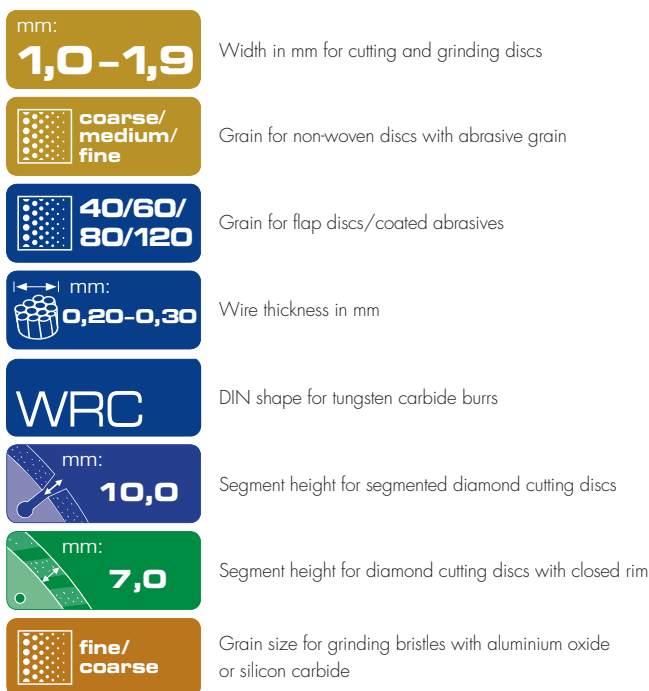 mm:
1,0–1,9
Width in mm for cutting and grinding discs
coarse/
medium/
fine
Grain for non-woven discs with abrasive grain
40/60/
80/120
Grain for flap discs/coated abrasives
mm:
0,20–0,30
Wire thickness in mm
WRC
DIN shape for tungsten carbide burrs
mm:
10,0
Segment height for segmented diamond cutting discs
mm:
7,0
Segment height for diamond cutting discs with closed rim
fine/
coarse
Grain size for grinding bristles with aluminium oxide
or silicon carbide